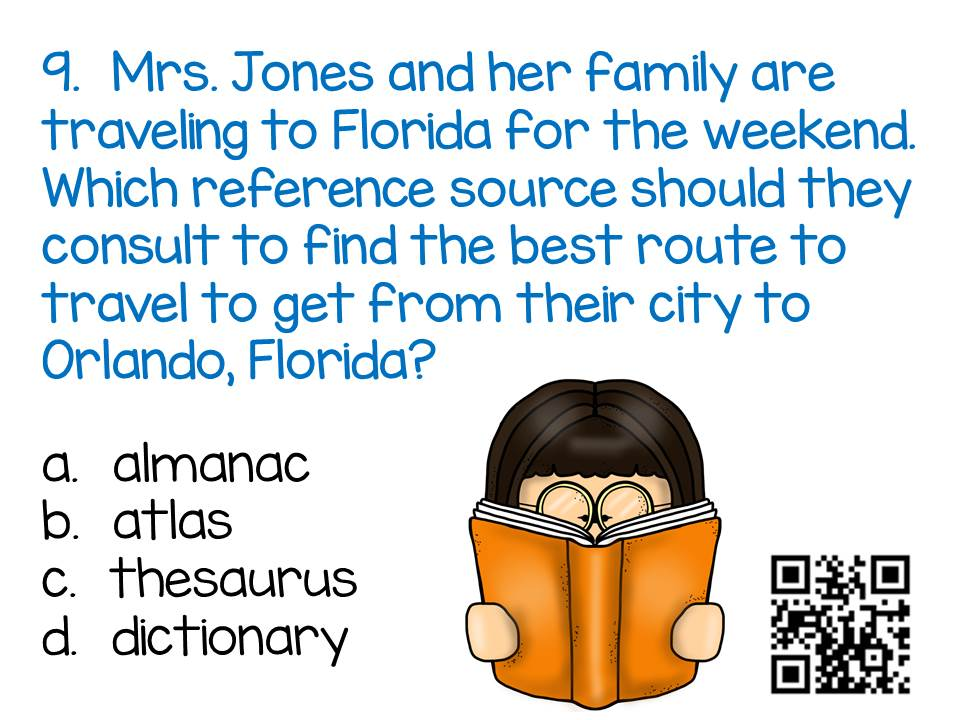 9. Mrs. Jones and her family are
traveling to Florida for the weekend.
Which reference source should they
consult to find the best route to
travel to get from their city to
Orlando, Florida?
a. almanac
b. atlas
c. thesaurus
d. dictionary